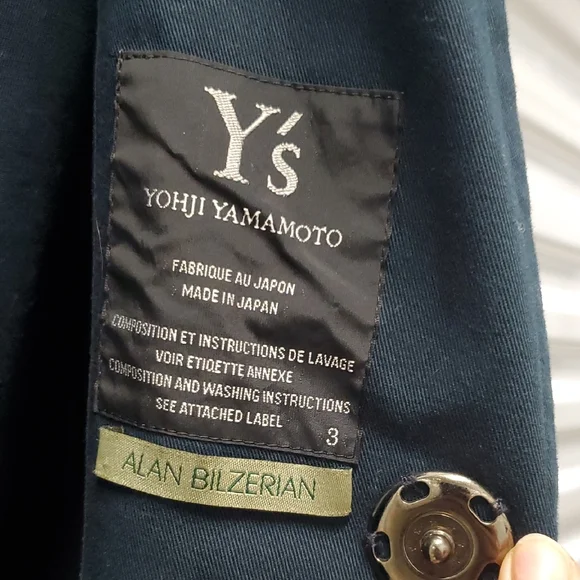 Y's
YOHJI YAMAMOTO
FABRIQUE AU JAPON
MADE IN JAPAN
COMPOSITION ET INSTRUCTIONS DE LAVAGE
VOIR ETIQETTE ANNEXE
COMPOSITION AND WASHING INSTRUCTIONS
SEE ATTACHED LABEL
3
ALAN BILZERIAN